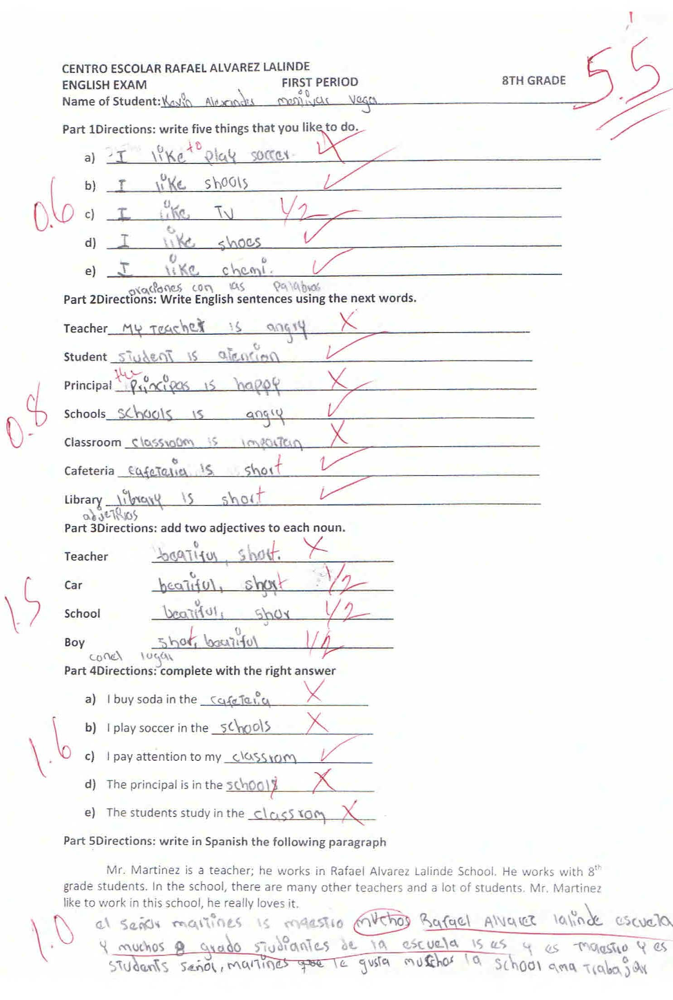 5.5
CENTRO ESCOLAR RAFAEL ALVAREZ LALINDE
ENGLISH EXAM FIRST PERIOD 8TH GRADE
Name of Student: Kevin Alexander menjivar Vega
Part 1Directions: write five things that you like to do.
a) I like to play soccer 4
b) I like shools
0.6
c) I like TV 1/2
d) I like shoes
e) I like chemi.
oraciones con las palabras
Part 2Directions: Write English sentences using the next words.
Teacher My Teacher is angry
Student student is atencion
the
Principal principas is happy
0.8
Schools schools is angry
Classroom classroom is importan
Cafeteria cafeteria is short
Library library is short
adjetivos
Part 3Directions: add two adjectives to each noun.
Teacher beatiful, short.
Car beatiful, short 1/2
1.5
School beatiful, shor 1/2
Boy short, beautiful 1/2
con el lugar
Part 4Directions: complete with the right answer
a) I buy soda in the cafeteria
b) I play soccer in the schools
1.6
c) I pay attention to my classrom
d) The principal is in the schools
e) The students study in the classrom
Part 5Directions: write in Spanish the following paragraph
Mr. Martinez is a teacher; he works in Rafael Alvarez Lalinde School. He works with 8th
grade students. In the school, there are many other teachers and a lot of students. Mr. Martinez
like to work in this school, he really loves it.
1.0
el señor martines is maestro muchos Rafael Alvarez lalinde escuela
y muchos 8 grado studiantes de la escuela is es y es maestro y es
students señor, martines que le gusta muchos la school ama trabajar